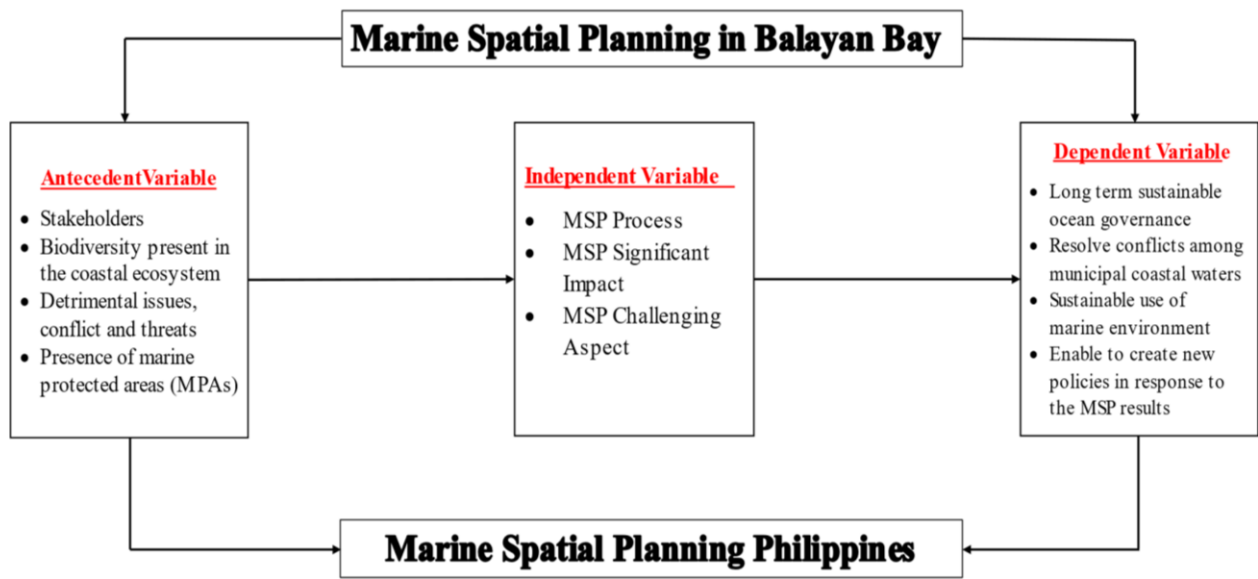 Marine Spatial Planning in Balayan Bay
AntecedentVariable
• Stakeholders
• Biodiversity present in
the coastal ecosystem
• Detrimental issues,
conflict and threats
• Presence of marine
protected areas (MPAs)
Independent Variable
• MSP Process
• MSP Significant
Impact
• MSP Challenging
Aspect
Dependent Variable
• Long term sustainable
ocean governance
• Resolve conflicts among
municipal coastal waters
• Sustainable use of
marine environment
• Enable to create new
policies in response to
the MSP results
Marine Spatial Planning Philippines